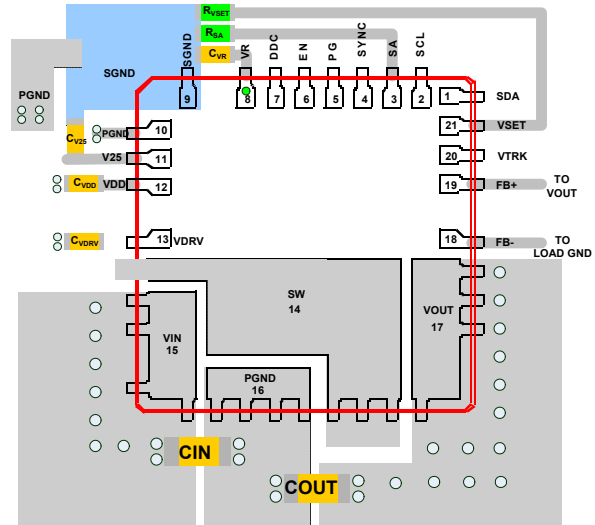 RVSET
RSA
CVR
SGND
SGND
VR
DDC
EN
PG
SYNC
SA
SCL
9
8
7
6
5
4
3
2
1
SDA
PGND
CV25
PGND
10
21
VSET
V25
11
20
VTRK
CVDD
VDD
12
19
FB+
TO
VOUT
CVDRV
13
VDRV
18
FB-
TO
LOAD GND
SW
14
VOUT
17
VIN
15
PGND
16
CIN
COUT